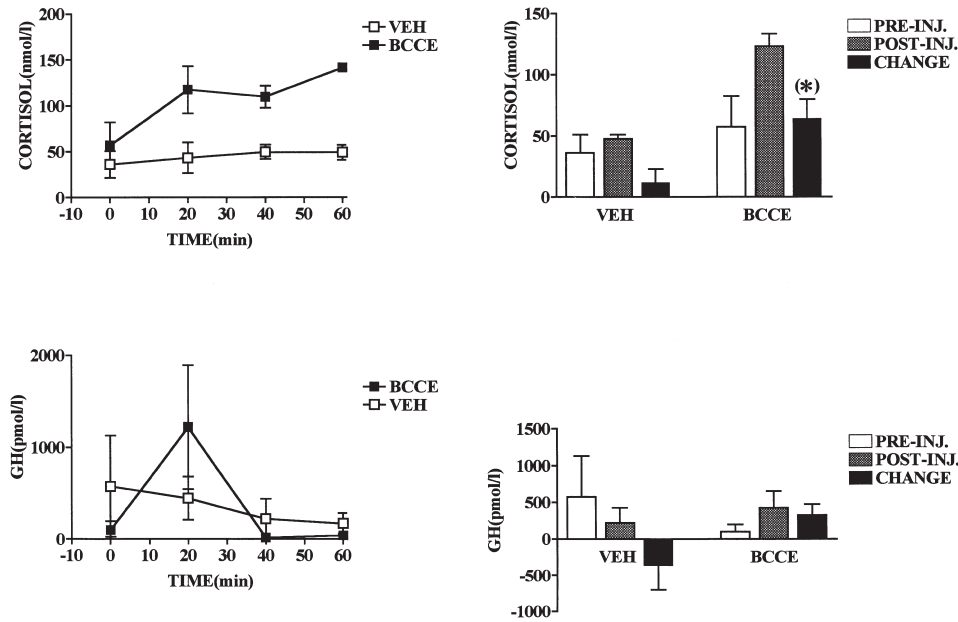 200
150
100
50
0
CORTISOL(nmol/l)
-10 0 10 20 30 40 50 60
TIME(min)
VEH
BCCE
150
100
50
0
CORTISOL(nmol/l)
(*)
VEH BCCE
PRE-INJ.
POST-INJ.
CHANGE
2000
1000
0
GH(pmol/l)
-10 0 10 20 30 40 50 60
TIME(min)
BCCE
VEH
1500
1000
500
0
-500
-1000
GH(pmol/l)
VEH BCCE
PRE-INJ.
POST-INJ.
CHANGE